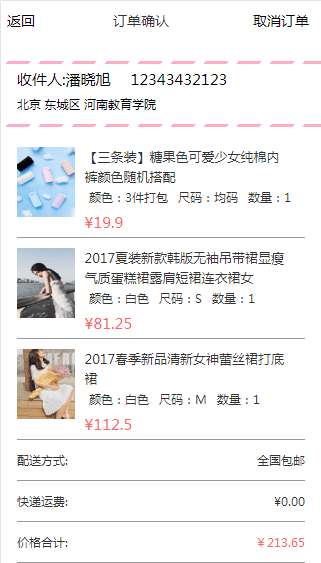 返回 订单确认 取消订单
收件人:潘晓旭 12343432123
北京 东城区 河南教育学院
【三条装】糖果色可爱少女纯棉内
裤颜色随机搭配
颜色：3件打包 尺码：均码 数量：1
¥19.9
2017夏装新款韩版无袖吊带裙显瘦
气质蛋糕裙露肩短裙连衣裙女
颜色：白色 尺码：S 数量：1
¥81.25
2017春季新品清新女神蕾丝裙打底
裙
颜色：白色 尺码：M 数量：1
¥112.5
配送方式: 全国包邮
快递运费: ¥0.00
价格合计: ¥213.65